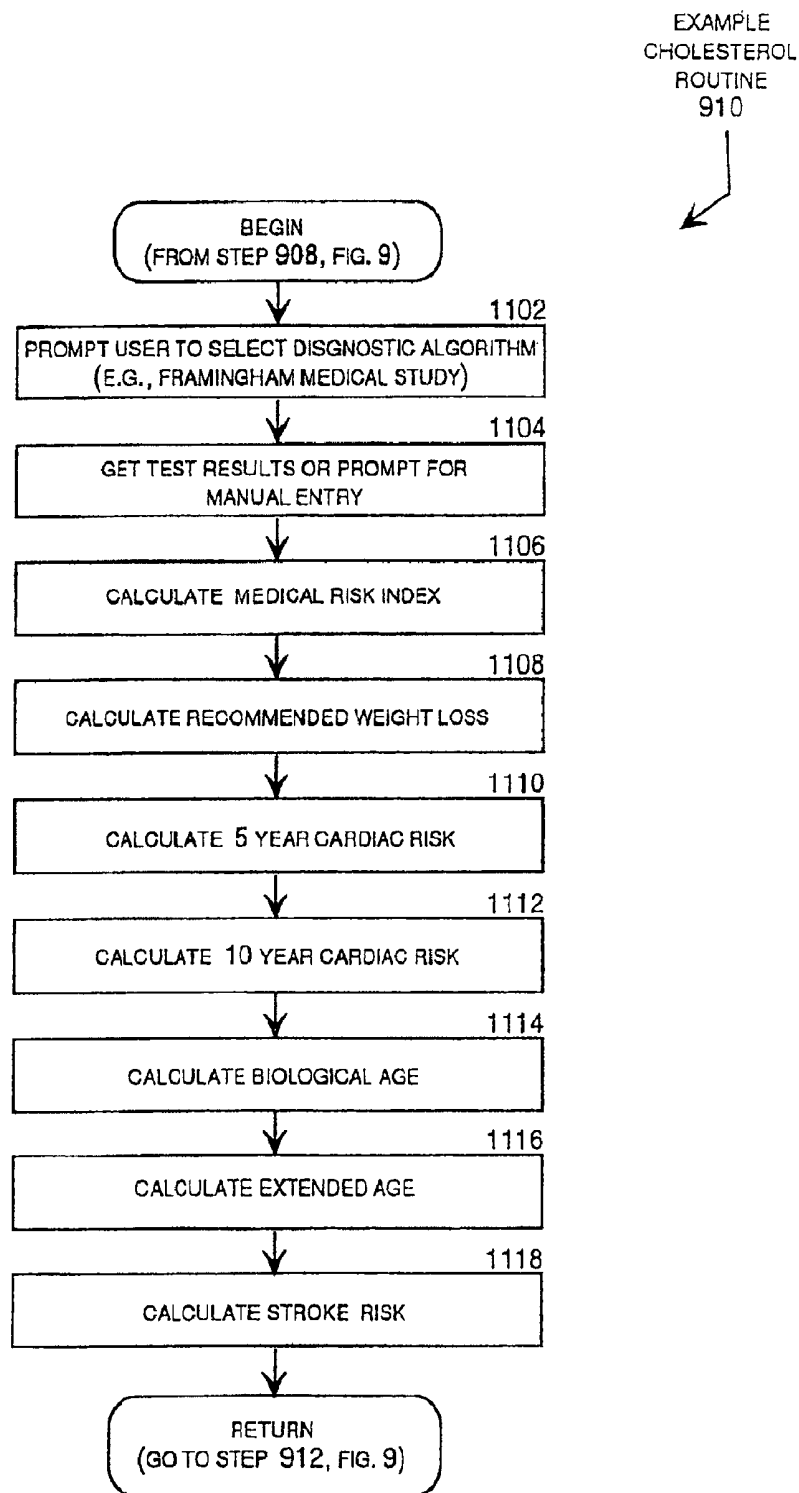 EXAMPLE
CHOLESTEROL
ROUTINE
910
BEGIN
(FROM STEP 908, FIG. 9)
1102
PROMPT USER TO SELECT DISGNOSTIC ALGORITHM
(E.G., FRAMINGHAM MEDICAL STUDY)
1104
GET TEST RESULTS OR PROMPT FOR
MANUAL ENTRY
1106
CALCULATE MEDICAL RISK INDEX
1108
CALCULATE RECOMMENDED WEIGHT LOSS
1110
CALCULATE 5 YEAR CARDIAC RISK
1112
CALCULATE 10 YEAR CARDIAC RISK
1114
CALCULATE BIOLOGICAL AGE
1116
CALCULATE EXTENDED AGE
1118
CALCULATE STROKE RISK
RETURN
(GO TO STEP 912, FIG. 9)